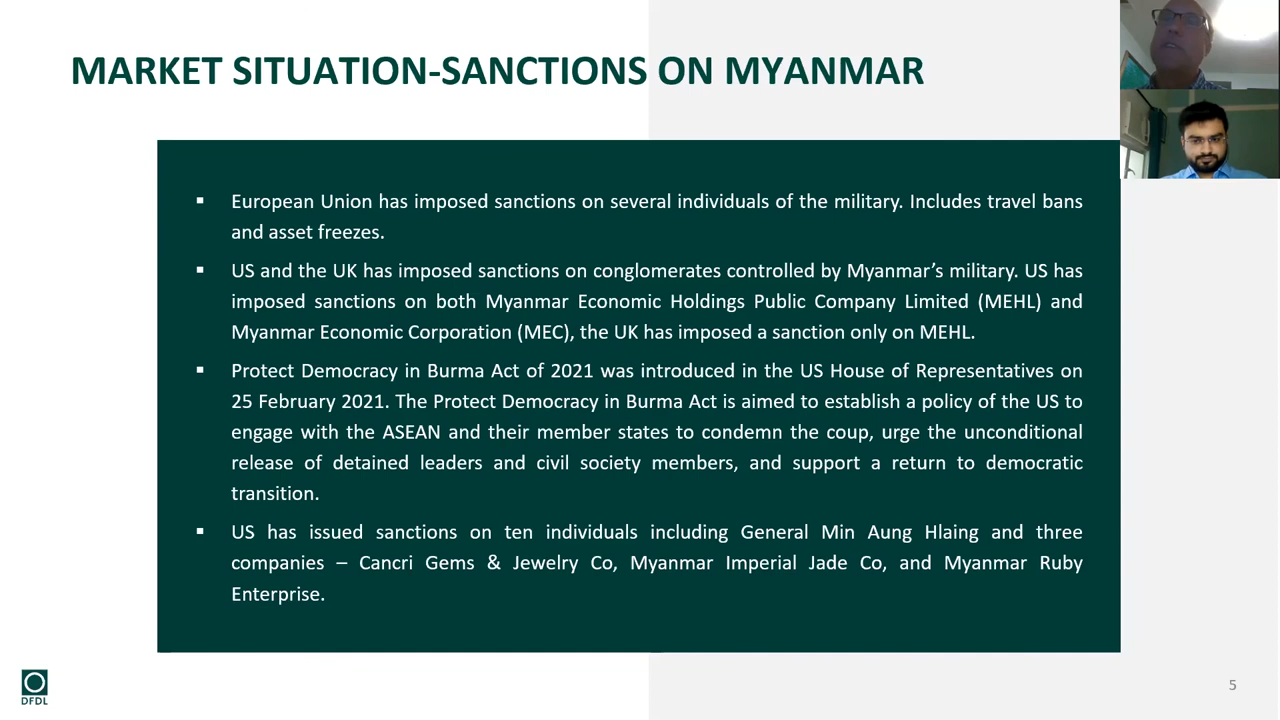 MARKET SITUATION-SANCTIONS ON MYANMAR
▪ European Union has imposed sanctions on several individuals of the military. Includes travel bans
and asset freezes.
▪ US and the UK has imposed sanctions on conglomerates controlled by Myanmar’s military. US has
imposed sanctions on both Myanmar Economic Holdings Public Company Limited (MEHL) and
Myanmar Economic Corporation (MEC), the UK has imposed a sanction only on MEHL.
▪ Protect Democracy in Burma Act of 2021 was introduced in the US House of Representatives on
25 February 2021. The Protect Democracy in Burma Act is aimed to establish a policy of the US to
engage with the ASEAN and their member states to condemn the coup, urge the unconditional
release of detained leaders and civil society members, and support a return to democratic
transition.
▪ US has issued sanctions on ten individuals including General Min Aung Hlaing and three
companies – Cancri Gems & Jewelry Co, Myanmar Imperial Jade Co, and Myanmar Ruby
Enterprise.
DFDL
5